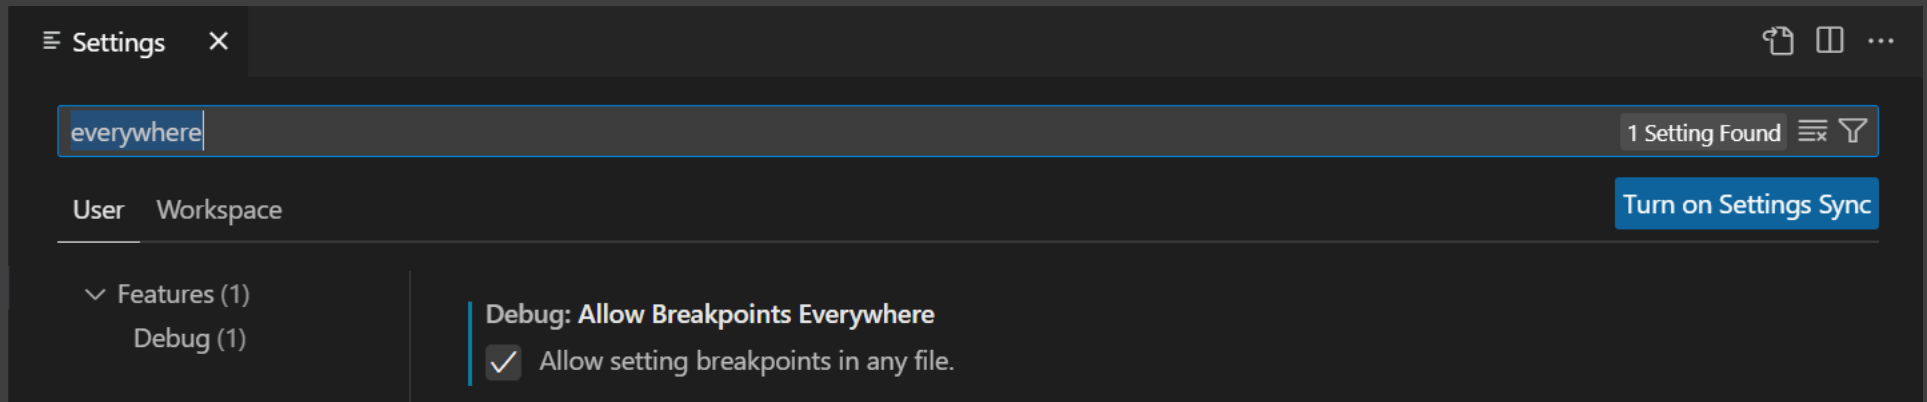 Settings
everywhere
1 Setting Found
User Workspace
Turn on Settings Sync
Features (1)
Debug (1)
Debug: Allow Breakpoints Everywhere
Allow setting breakpoints in any file.